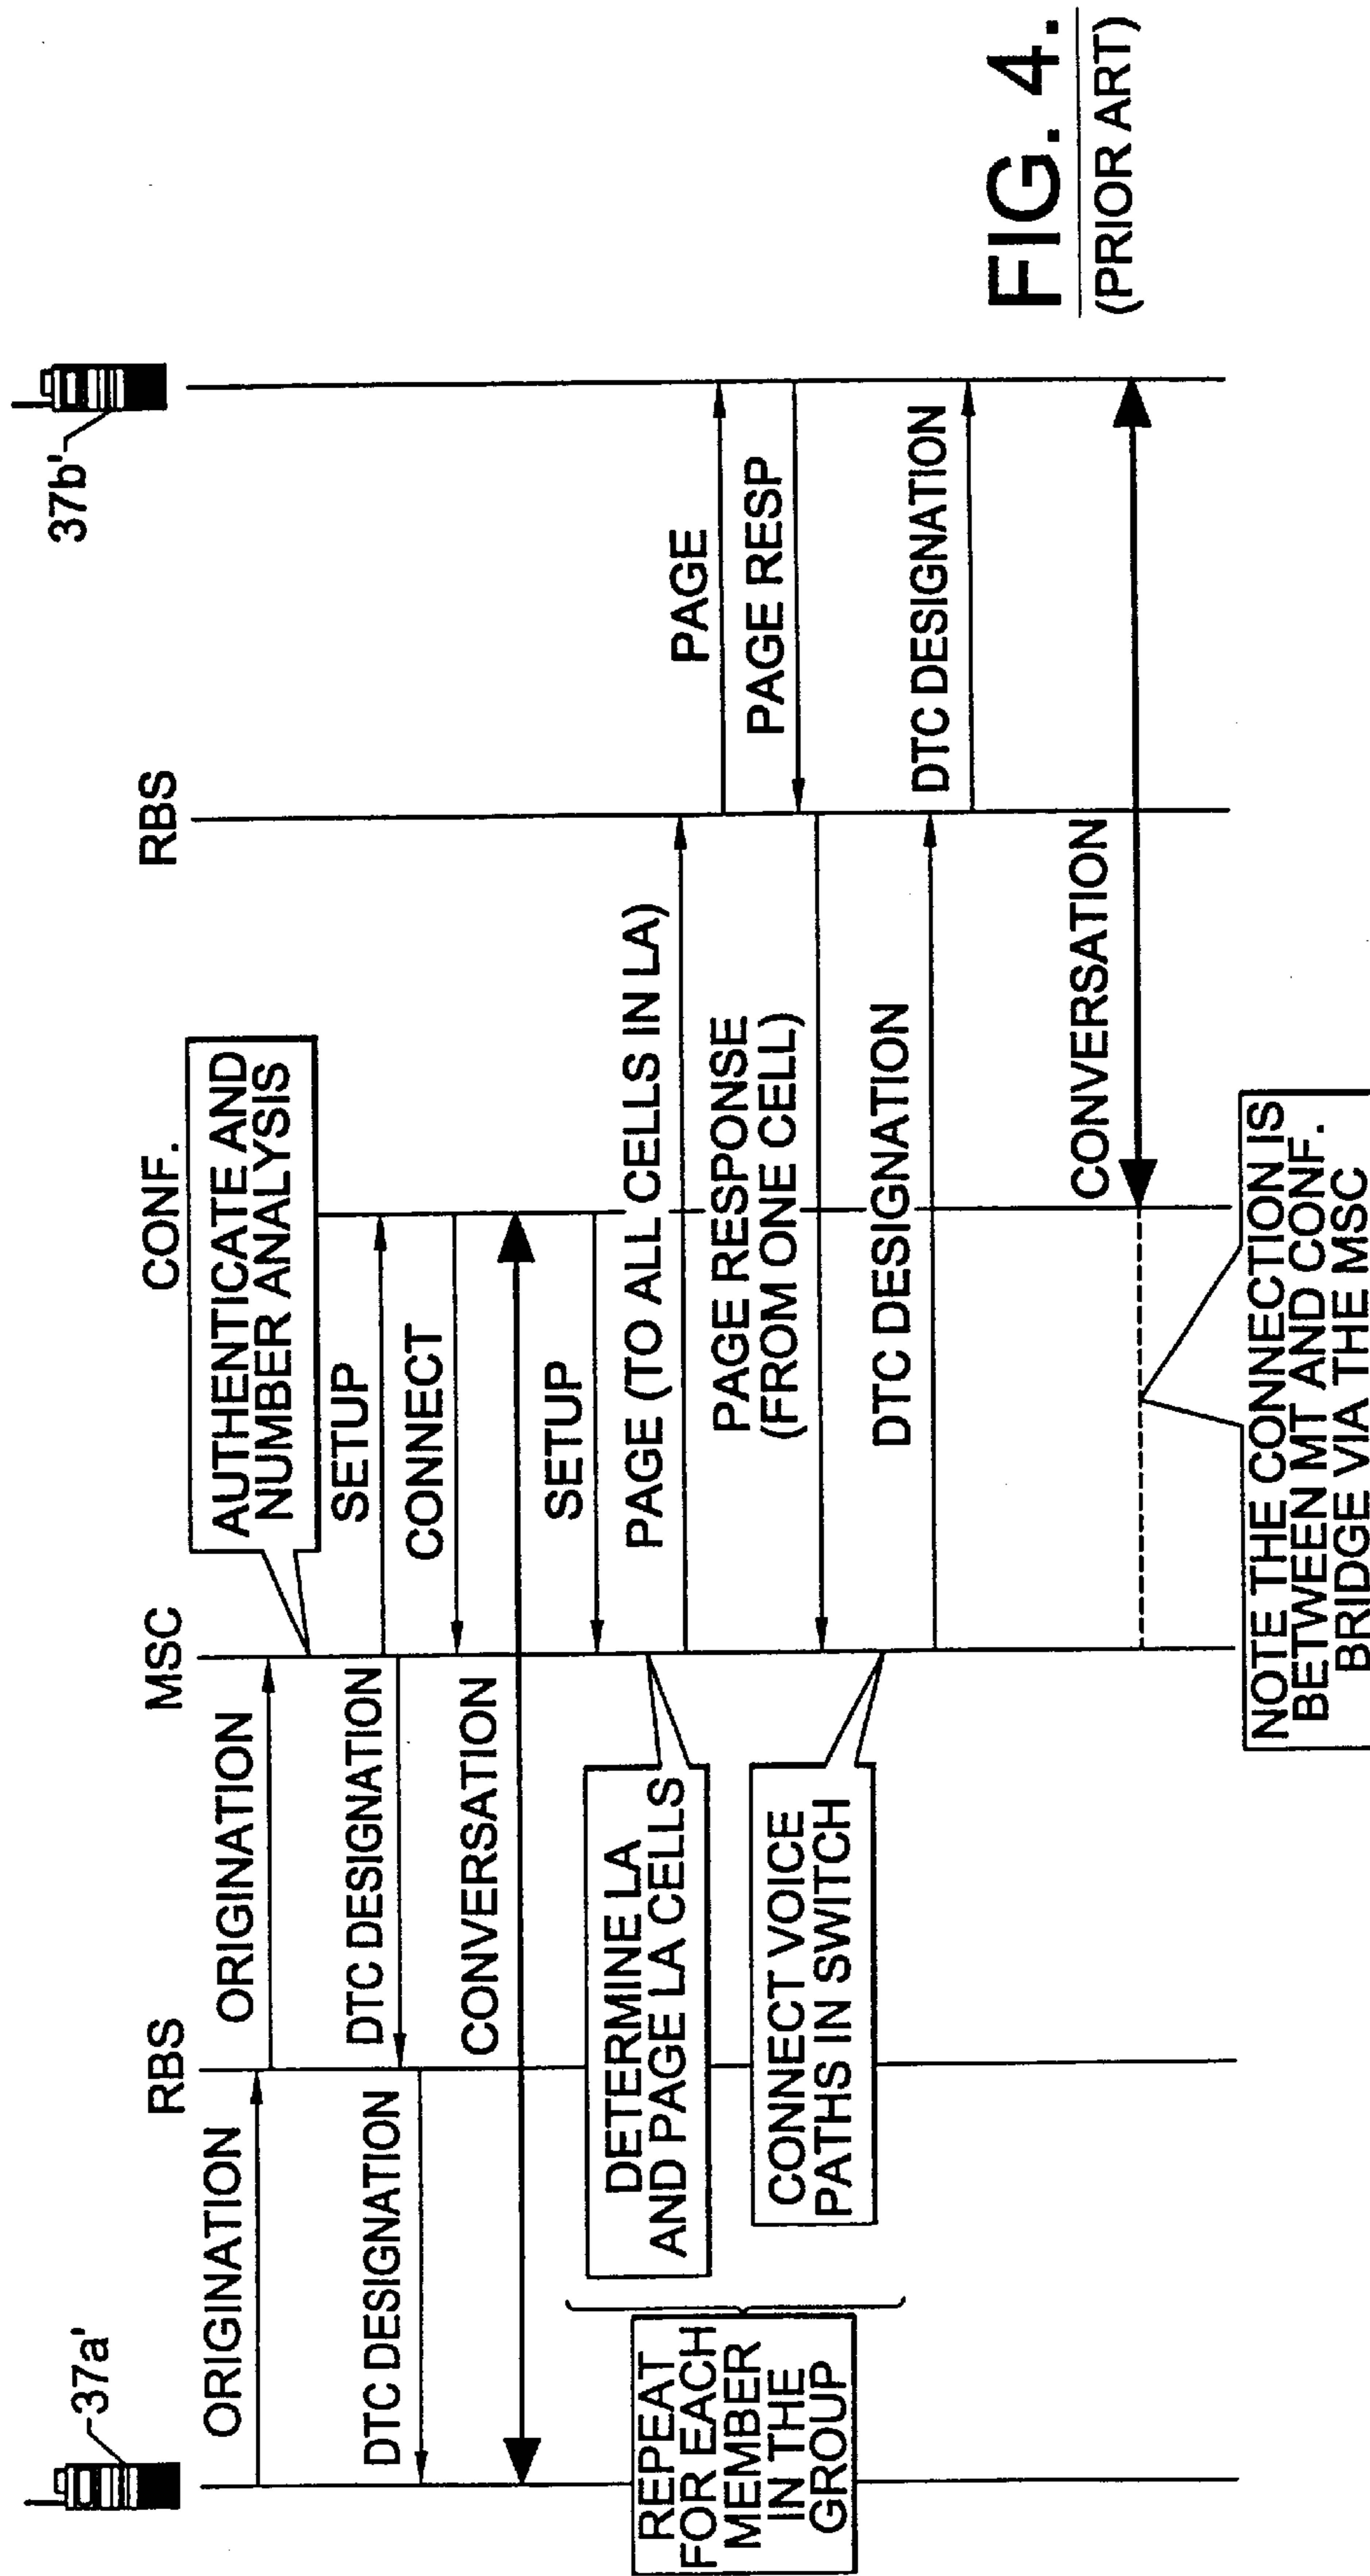 37a'
37b'
RBS
MSC
CONF.
RBS
ORIGINATION
ORIGINATION
AUTHENTICATE AND
NUMBER ANALYSIS
SETUP
DTC DESIGNATION
DTC DESIGNATION
CONNECT
CONVERSATION
SETUP
REPEAT
FOR EACH
MEMBER
IN THE
GROUP
DETERMINE LA
AND PAGE LA CELLS
PAGE (TO ALL CELLS IN LA)
PAGE
PAGE RESP
PAGE RESPONSE
(FROM ONE CELL)
CONNECT VOICE
PATHS IN SWITCH
DTC DESIGNATION
DTC DESIGNATION
CONVERSATION
NOTE THE CONNECTION IS
BETWEEN MT AND CONF.
BRIDGE VIA THE MSC
FIG. 4.
(PRIOR ART)